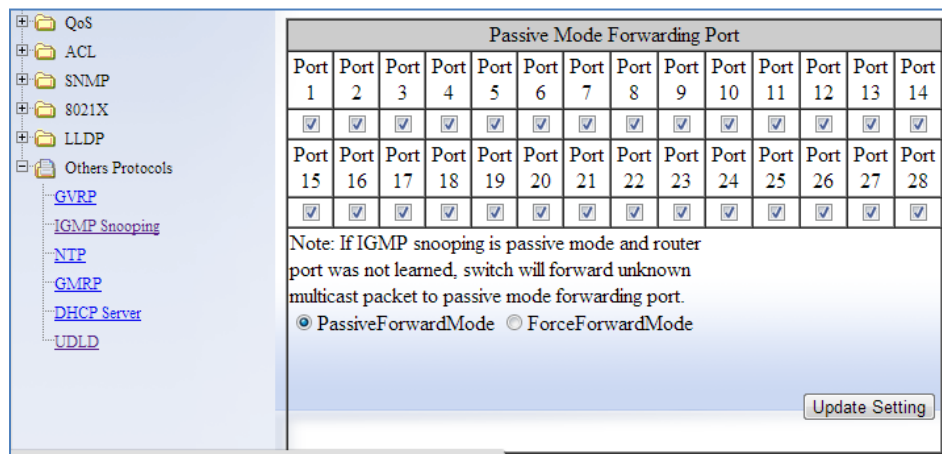 QoS
ACL
SNMP
8021X
LLDP
Others Protocols
GVRP
IGMP Snooping
NTP
GMRP
DHCP Server
UDLD
Passive Mode Forwarding Port
Port 1 Port 2 Port 3 Port 4 Port 5 Port 6 Port 7 Port 8 Port 9 Port 10 Port 11 Port 12 Port 13 Port 14
Port 15 Port 16 Port 17 Port 18 Port 19 Port 20 Port 21 Port 22 Port 23 Port 24 Port 25 Port 26 Port 27 Port 28
Note: If IGMP snooping is passive mode and router
port was not learned, switch will forward unknown
multicast packet to passive mode forwarding port.
PassiveForwardMode ForceForwardMode
Update Setting